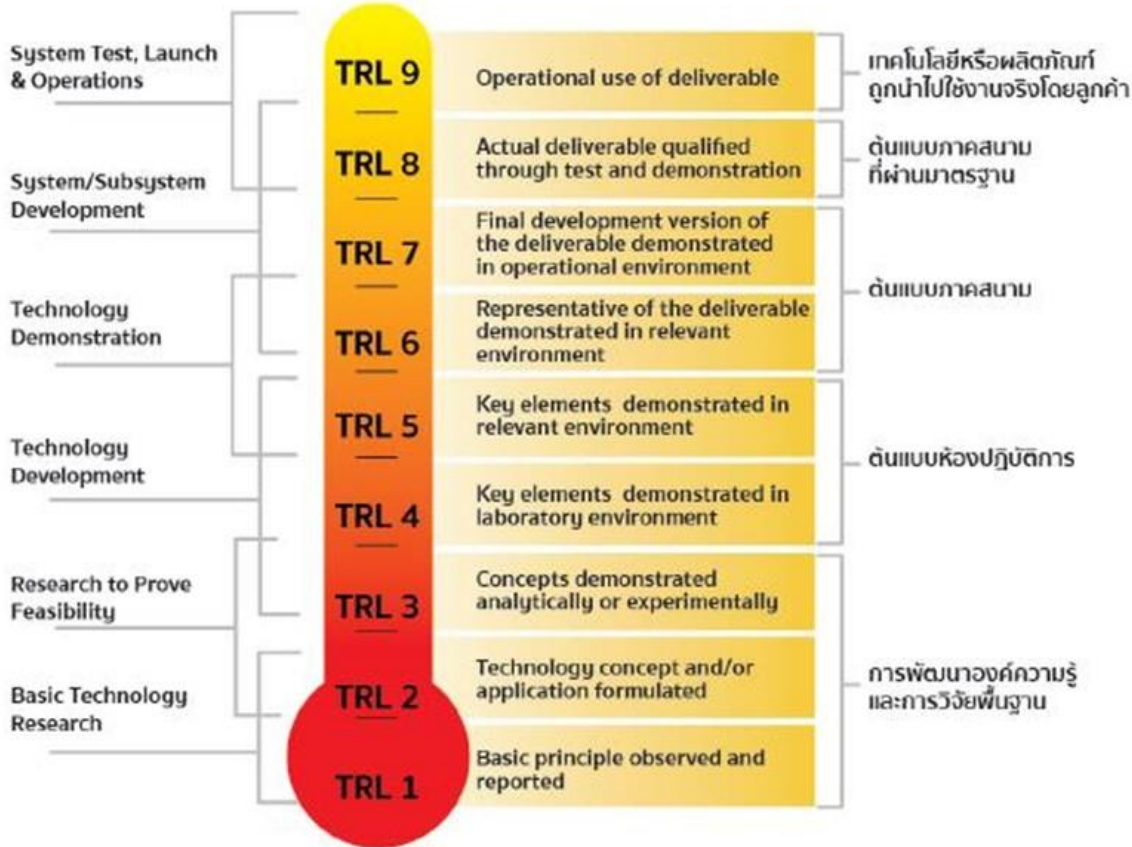 System Test, Launch
& Operations
System/Subsystem
Development
Technology
Demonstration
Technology
Development
Research to Prove
Feasibility
Basic Technology
Research
TRL 9
TRL 8
TRL 7
TRL 6
TRL 5
TRL 4
TRL 3
TRL 2
TRL 1
Operational use of deliverable
Actual deliverable qualified
through test and demonstration
Final development version of
the deliverable demonstrated
in operational environment
Representative of the deliverable
demonstrated in relevant
environment
Key elements demonstrated in
relevant environment
Key elements demonstrated in
laboratory environment
Concepts demonstrated
analytically or experimentally
Technology concept and/or
application formulated
Basic principle observed and
reported
เทคโนโลยีหรือผลิตภัณฑ์
ถูกนำไปใช้งานจริงโดยลูกค้า
ต้นแบบภาคสนาม
ที่ผ่านมาตรฐาน
ต้นแบบภาคสนาม
ต้นแบบห้องปฏิบัติการ
การพัฒนาองค์ความรู้
และการวิจัยพื้นฐาน